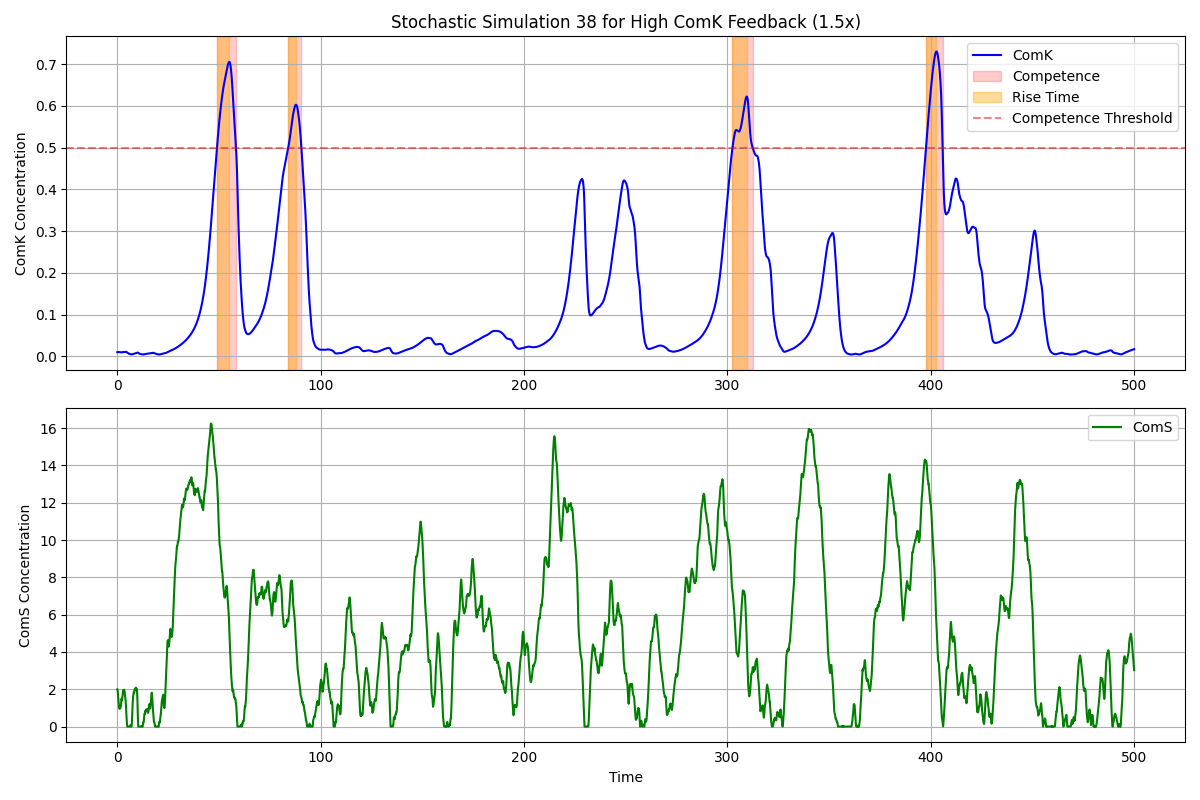 Stochastic Simulation 38 for High ComK Feedback (1.5x)
ComK Concentration
0.7
0.6
0.5
0.4
0.3
0.2
0.1
0.0
ComK
Competence
Rise Time
Competence Threshold
0 100 200 300 400 500
ComS Concentration
16
14
12
10
8
6
4
2
0
ComS
0 100 200 300 400 500
Time